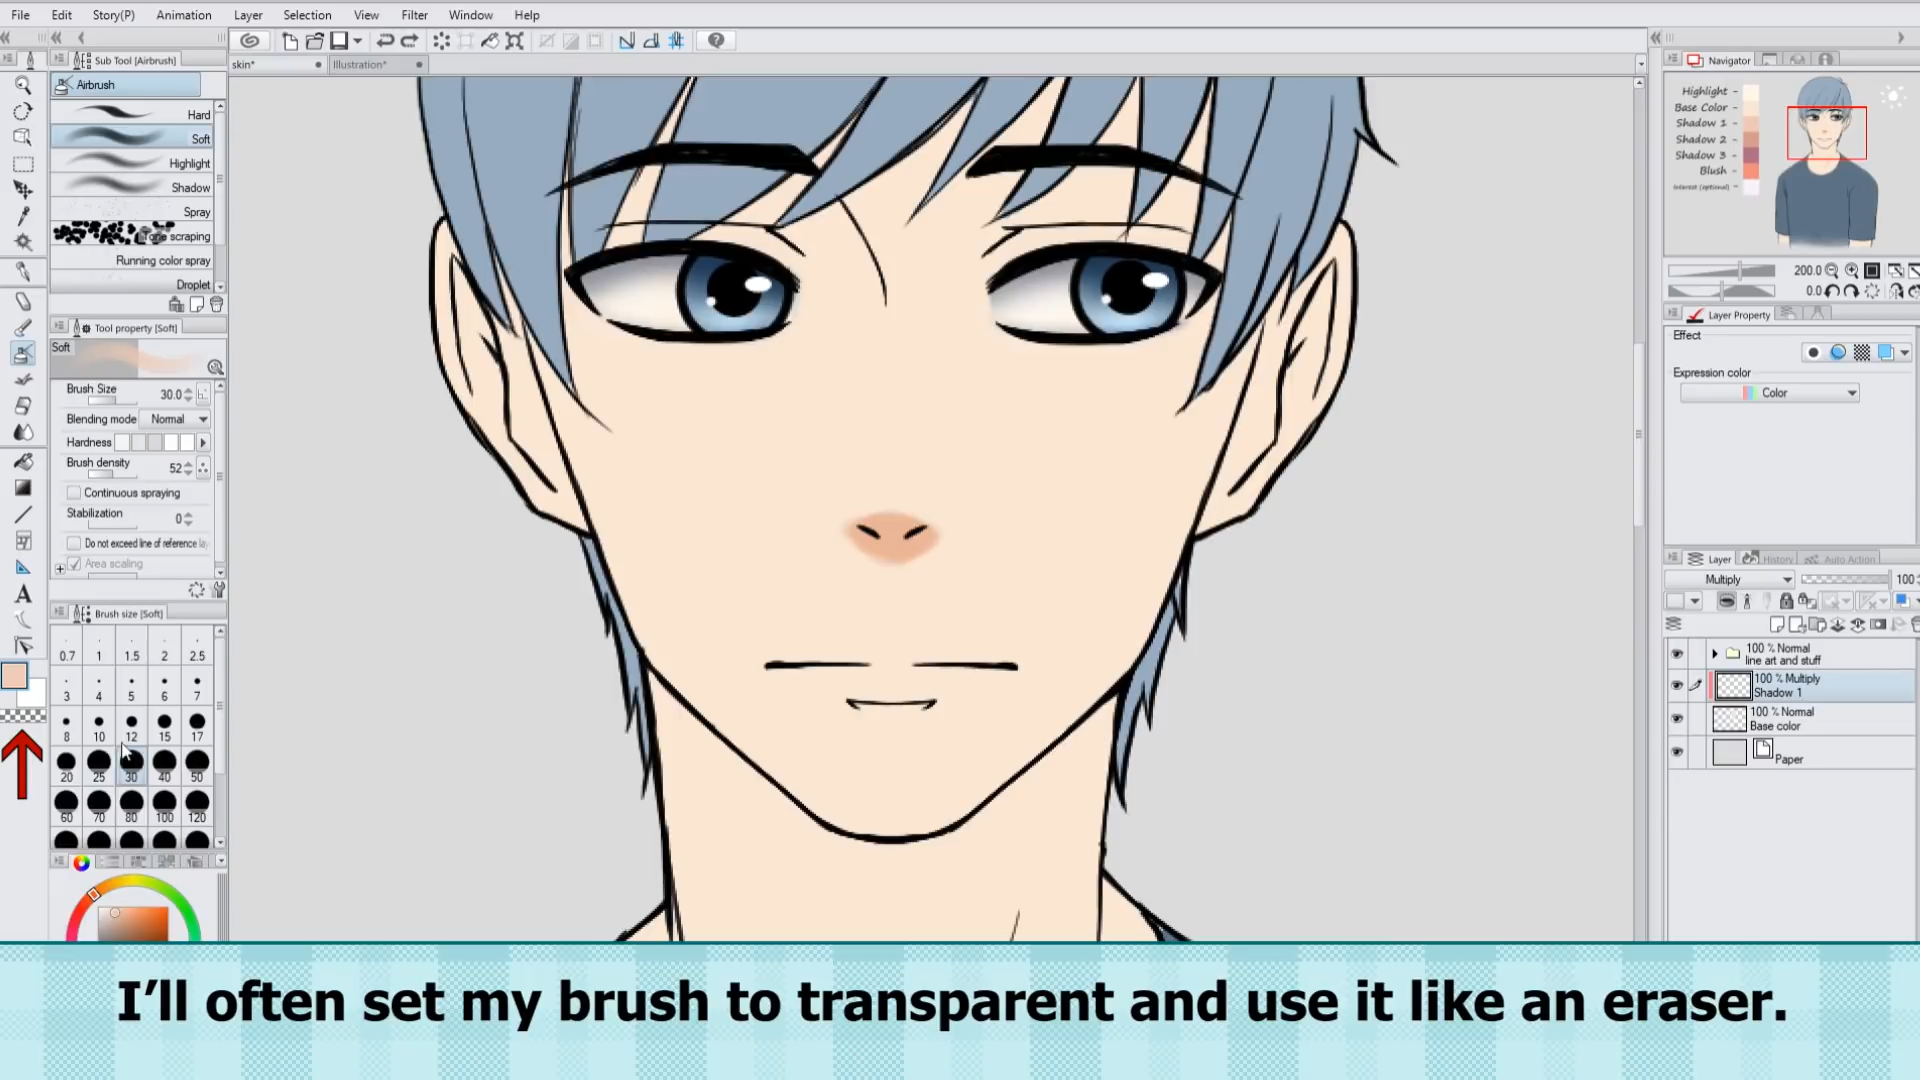 File Edit Story(P) Animation Layer Selection View Filter Window Help
Sub Tool [Airbrush]
skin*
Illustration*
Navigator
Airbrush
Hard
Soft
Highlight
Shadow
Spray
Tone scraping
Running color spray
Droplet
Highlight -
Base Color -
Shadow 1 -
Shadow 2 -
Shadow 3 -
Blush -
Interest (optional) -
200.0
0.0
Tool property [Soft]
Soft
Brush Size 30.0
Blending mode Normal
Hardness
Brush density 52
Continuous spraying
Stabilization 0
Do not exceed line of reference lay
Area scaling
Layer Property
Effect
Expression color
Color
Brush size [Soft]
0.7 1 1.5 2 2.5
3 4 5 6 7
8 10 12 15 17
20 25 30 40 50
60 70 80 100 120
Layer History Auto Action
Multiply 100
100 % Normal
line art and stuff
100 % Multiply
Shadow 1
100 % Normal
Base color
Paper
A
I'll often set my brush to transparent and use it like an eraser.